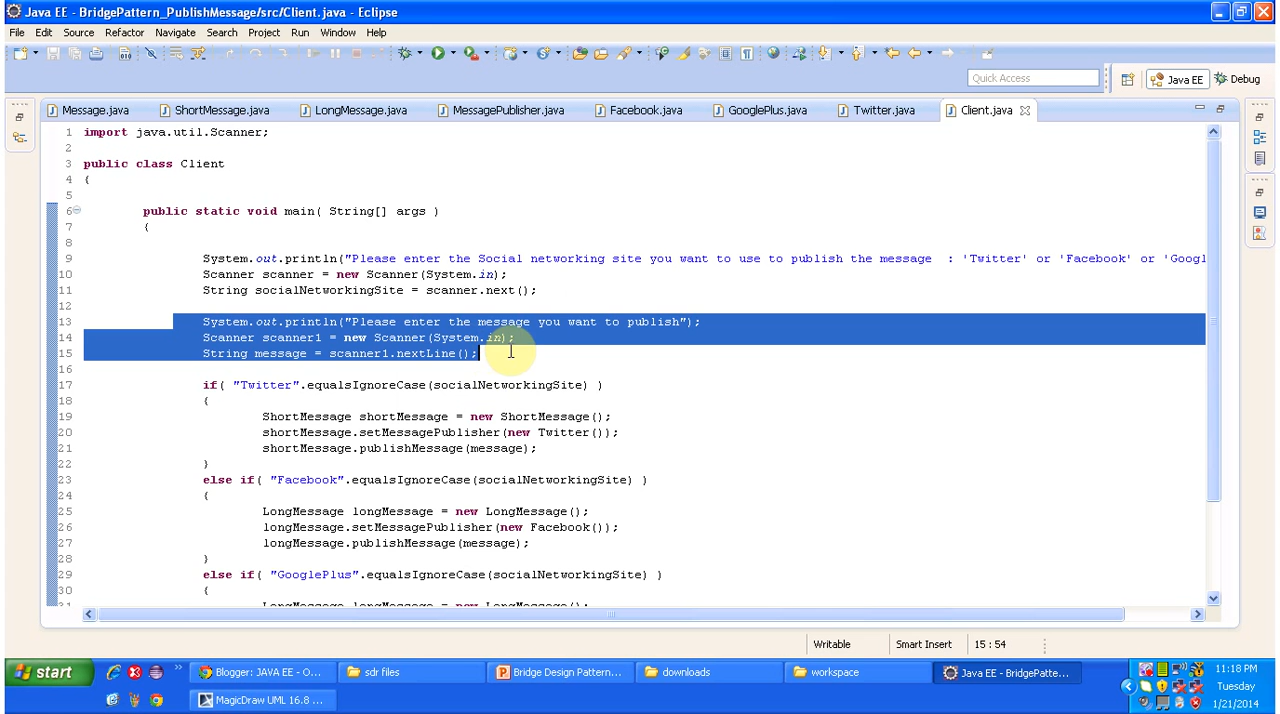 Java EE - BridgePattern_PublishMessage/src/Client.java - Eclipse
File Edit Source Refactor Navigate Search Project Run Window Help
Quick Access Java EE Debug
Message.java ShortMessage.java LongMessage.java MessagePublisher.java Facebook.java GooglePlus.java Twitter.java Client.java
1 import java.util.Scanner;
2
3 public class Client
4 {
5
6 public static void main( String[] args )
7 {
8
9 System.out.println("Please enter the Social networking site you want to use to publish the message  : 'Twitter' or 'Facebook' or 'Googl
10 Scanner scanner = new Scanner(System.in);
11 String socialNetworkingSite = scanner.next();
12
13 System.out.println("Please enter the message you want to publish");
14 Scanner scanner1 = new Scanner(System.in);
15 String message = scanner1.nextLine();
16
17 if( "Twitter".equalsIgnoreCase(socialNetworkingSite) )
18 {
19 ShortMessage shortMessage = new ShortMessage();
20 shortMessage.setMessagePublisher(new Twitter());
21 shortMessage.publishMessage(message);
22 }
23 else if( "Facebook".equalsIgnoreCase(socialNetworkingSite) )
24 {
25 LongMessage longMessage = new LongMessage();
26 longMessage.setMessagePublisher(new Facebook());
27 longMessage.publishMessage(message);
28 }
29 else if( "GooglePlus".equalsIgnoreCase(socialNetworkingSite) )
30 {
31 LongMessage longMessage = new LongMessage();
Writable Smart Insert 15 : 54
start Blogger: JAVA EE - O... sdr files Bridge Design Pattern... downloads workspace Java EE - BridgePatte... 11:18 PM
Tuesday
MagicDraw UML 16.8 ... 1/21/2014